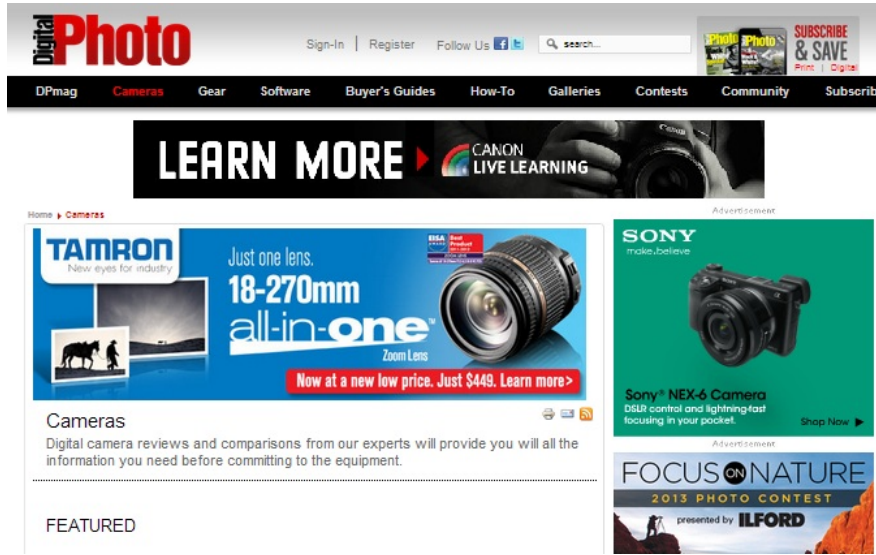 Digital Photo
Sign-In | Register Follow Us search...
SUBSCRIBE
& SAVE
Print | Digital
DPmag Cameras Gear Software Buyer's Guides How-To Galleries Contests Community Subscrib
LEARN MORE CANON
LIVE LEARNING
Canon
Home Cameras
Advertisement
TAMRON
New eyes for industry
Just one lens.
18-270mm
all-in-one™
Zoom Lens
Now at a new low price. Just $449. Learn more>
EISA
Best
Product
SONY
make.believe
Sony® NEX-6 Camera
DSLR control and lightning-fast
focusing in your pocket.
Shop Now
Cameras
Digital camera reviews and comparisons from our experts will provide you will all the
information you need before committing to the equipment.
FEATURED
Advertisement
FOCUS ON NATURE
2013 PHOTO CONTEST
presented by ILFORD